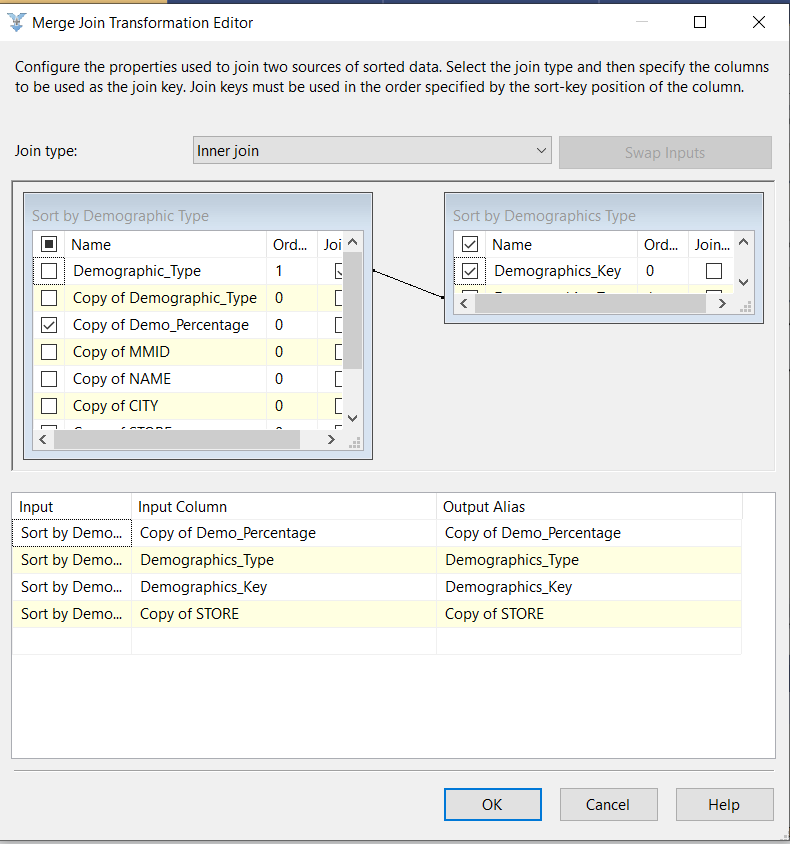 Merge Join Transformation Editor
Configure the properties used to join two sources of sorted data. Select the join type and then specify the columns
to be used as the join key. Join keys must be used in the order specified by the sort-key position of the column.
Join type:
Inner join
Swap Inputs
Sort by Demographic Type
Name Ord... Joi
Demographic_Type 1
Copy of Demographic_Type 0
Copy of Demo_Percentage 0
Copy of MMID 0
Copy of NAME 0
Copy of CITY 0
Sort by Demographics Type
Name Ord... Join...
Demographics_Key 0
Input Input Column Output Alias
Sort by Demo... Copy of Demo_Percentage Copy of Demo_Percentage
Sort by Demo... Demographics_Type Demographics_Type
Sort by Demo... Demographics_Key Demographics_Key
Sort by Demo... Copy of STORE Copy of STORE
OK Cancel Help